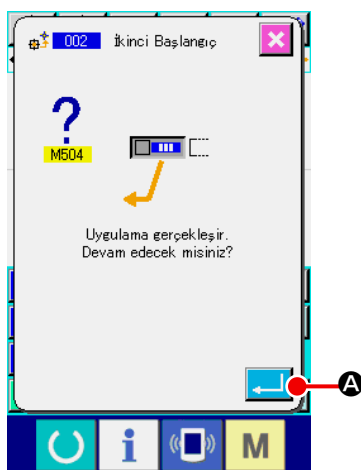 002 İkinci Başlangıç
?
M504
Uygulama gerçekleşir.
Devam edecek misiniz?
A
i M